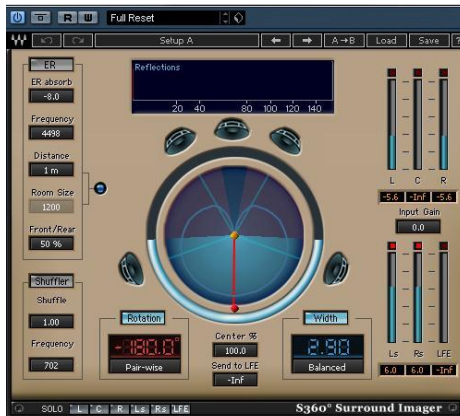 R W Full Reset
Setup A A→B Load Save ?
ER
ER absorb
-8.0
Frequency
4498
Distance
1 m
Room Size
1200
Front/Rear
50 %
Shuffler
Shuffle
1.00
Frequency
702
Reflections
20 40 80 100 120 140
L C R
-5.6 -Inf -5.6
Input Gain
0.0
Ls Rs LFE
6.0 6.0 -Inf
Rotation
-180.0°
Pair-wise
Center %
100.0
Send to LFE
-Inf
Width
2.90
Balanced
SOLO L C R Ls Rs LFE
S360° Surround Imager